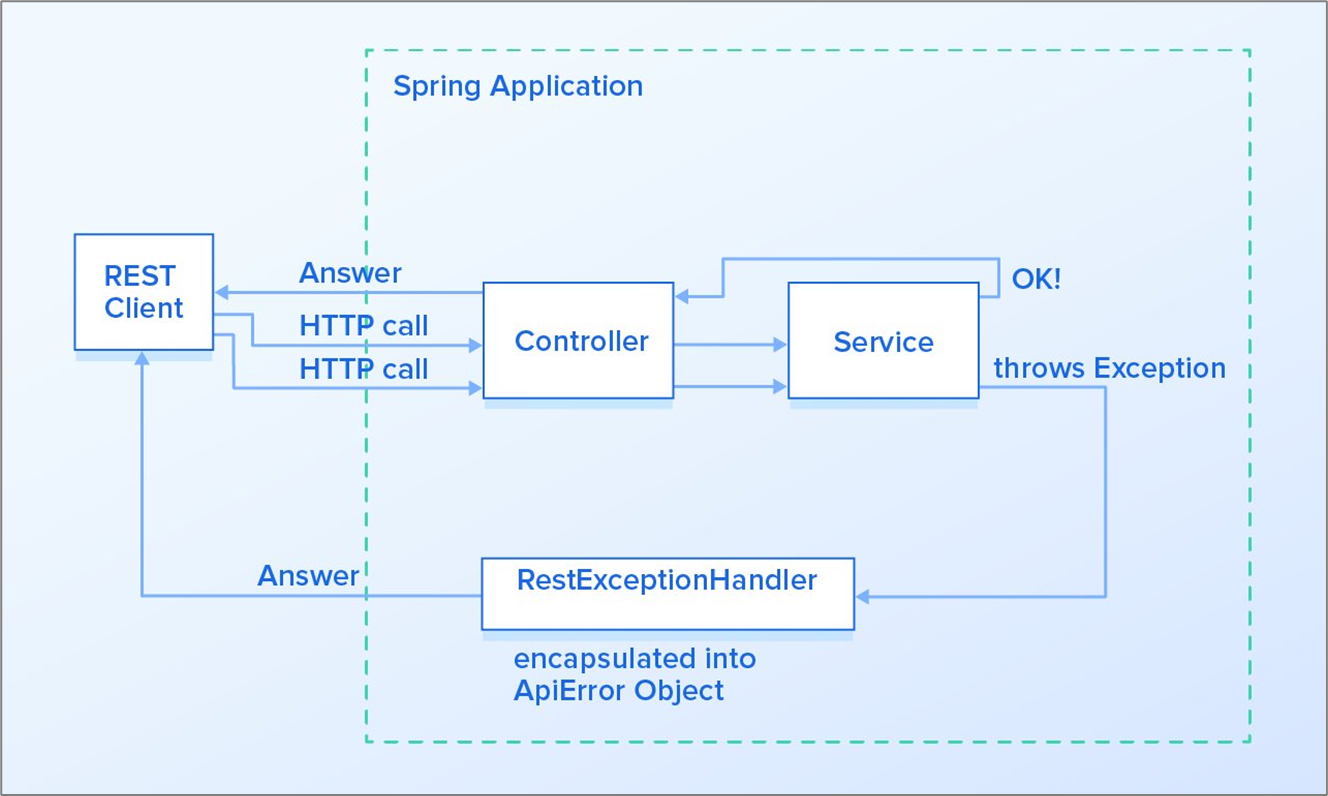 Spring Application
REST
Client
Answer
HTTP call
HTTP call
Controller
Service
OK!
throws Exception
Answer
RestExceptionHandler
encapsulated into
ApiError Object